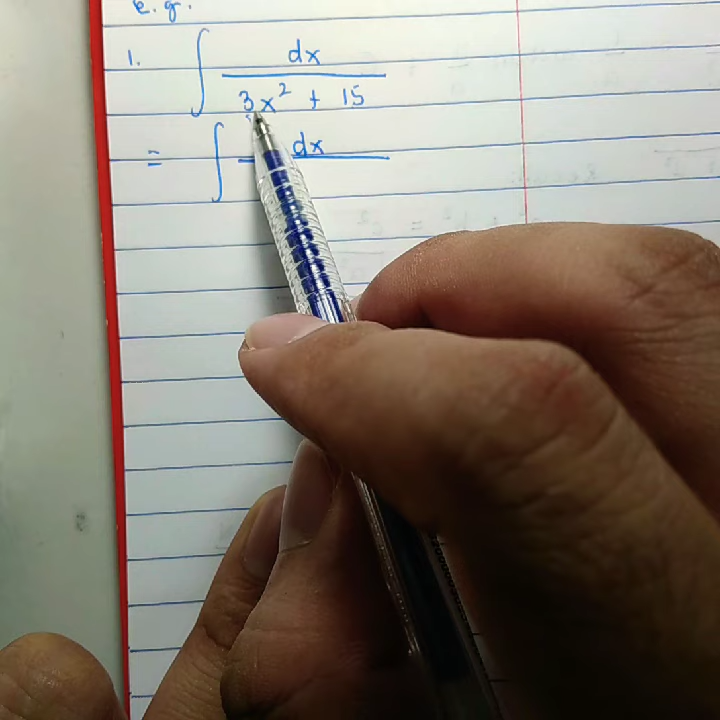 e.g.
1. ∫ dx
3x² + 15
= ∫ dx